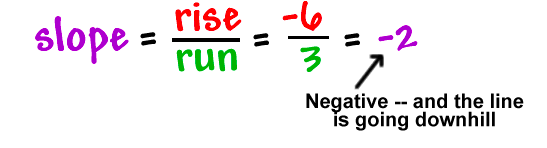 slope = rise/run = -6/3 = -2
Negative -- and the line
is going downhill